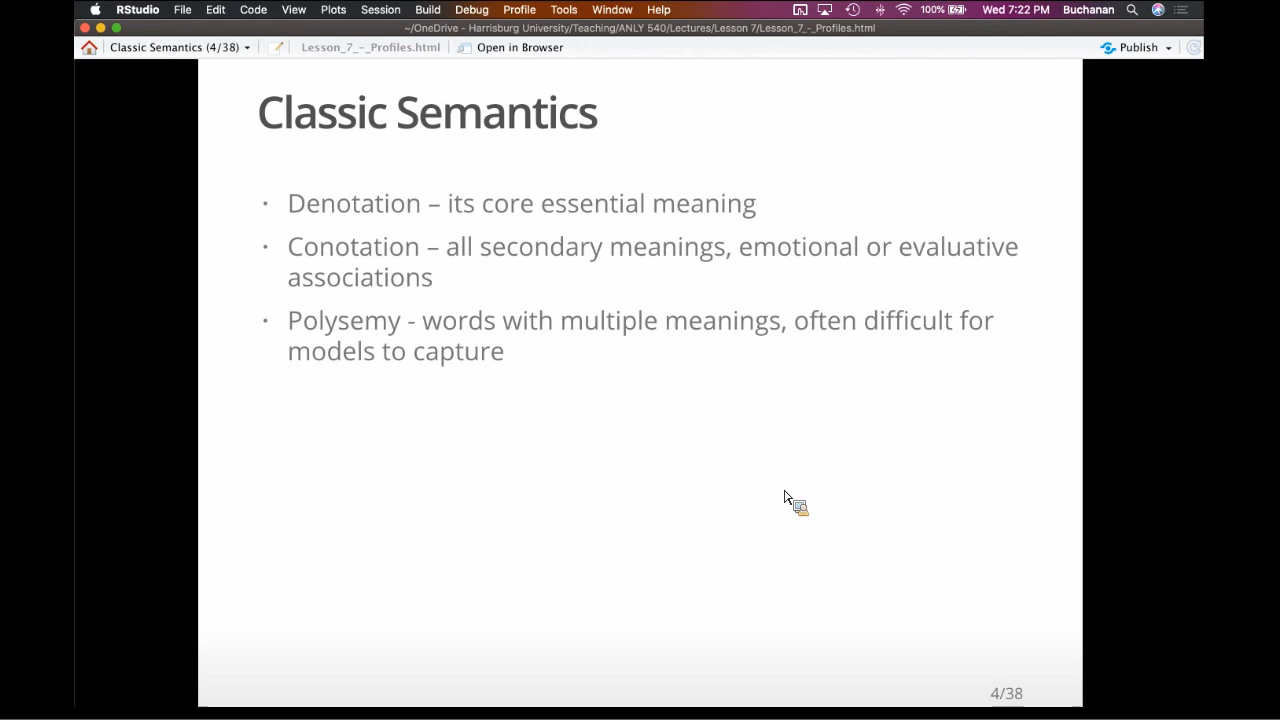 RStudio File Edit Code View Plots Session Build Debug Profile Tools Window Help 100% Wed 7:22 PM Buchanan
~/OneDrive - Harrisburg University/Teaching/ANLY 540/Lectures/Lesson 7/Lesson_7_-_Profiles.html
Classic Semantics (4/38) Lesson_7_-_Profiles.html Open in Browser Publish
Classic Semantics
· Denotation – its core essential meaning
· Conotation – all secondary meanings, emotional or evaluative
associations
· Polysemy - words with multiple meanings, often difficult for
models to capture
4/38